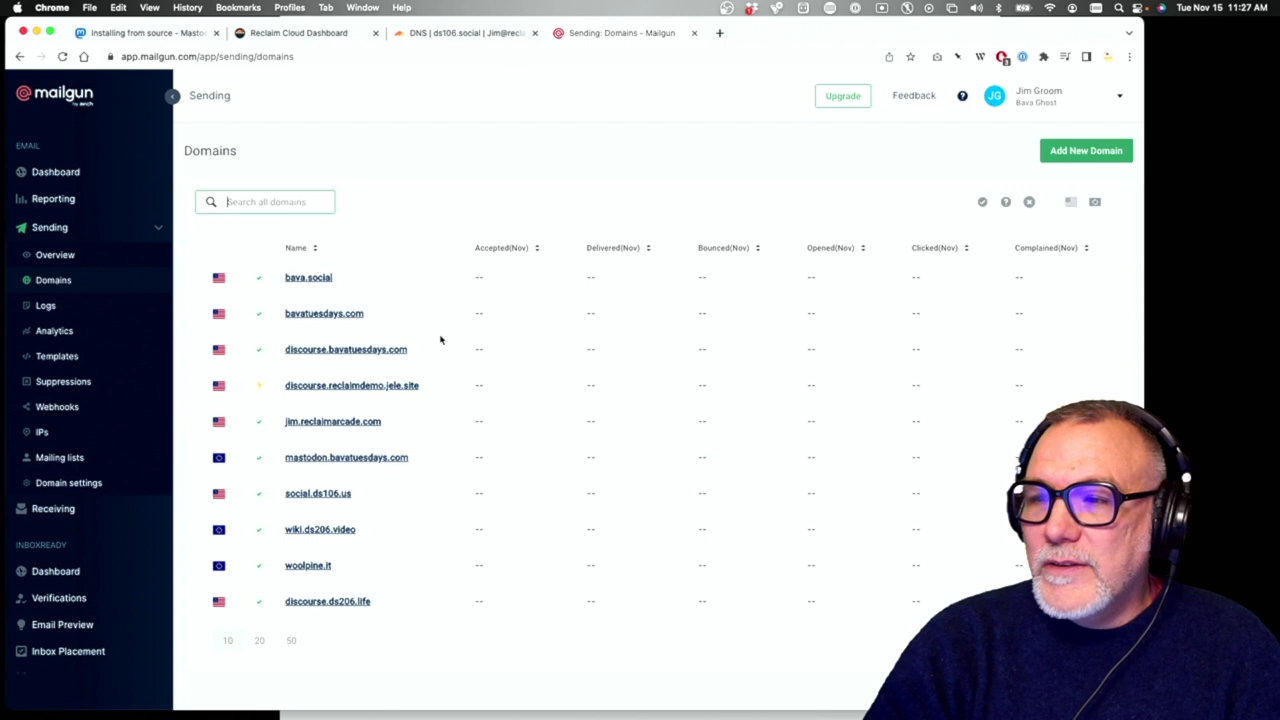 Chrome File Edit View History Bookmarks Profiles Tab Window Help Tue Nov 15 11:27 AM
Installing from source - Masto Reclaim Cloud Dashboard DNS | ds106.social | Jim@recla Sending: Domains - Mailgun
app.mailgun.com/app/sending/domains
mailgun
Sending
Upgrade
Feedback
JG
Jim Groom
Bava Ghost
EMAIL
Dashboard
Reporting
Sending
Overview
Domains
Logs
Analytics
Templates
Suppressions
Webhooks
IPs
Mailing lists
Domain settings
Receiving
INBOXREADY
Dashboard
Verifications
Email Preview
Inbox Placement
Domains
Add New Domain
Search all domains
Name Accepted(Nov) Delivered(Nov) Bounced(Nov) Opened(Nov) Clicked(Nov) Complained(Nov)
bava.social -- -- -- -- -- --
bavatuesdays.com -- -- -- -- -- --
discourse.bavatuesdays.com -- -- -- -- -- --
discourse.reclaimdemo.jele.site -- -- -- -- -- --
jim.reclaimarcade.com -- -- -- -- -- --
mastodon.bavatuesdays.com -- -- -- -- --
social.ds106.us -- -- -- -- --
wiki.ds206.video -- -- -- -- --
woolpine.it -- -- -- -- --
discourse.ds206.life -- -- -- -- --
10 20 50